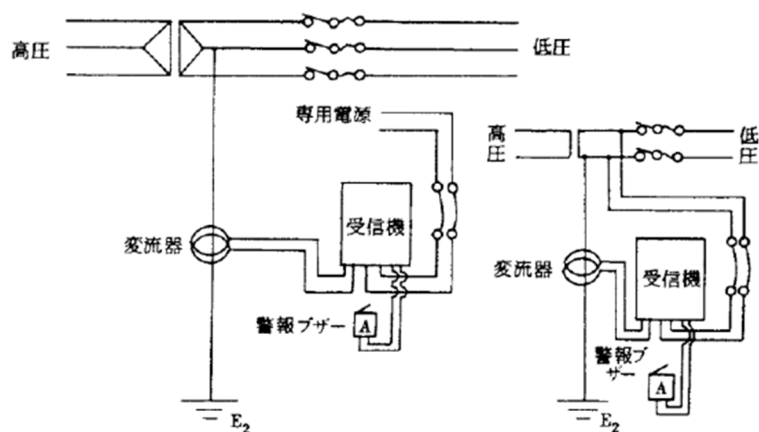 高圧
低圧
専用電源
受信機
変流器
警報ブザー
A
E₂
高
圧
低
圧
変流器
受信機
警報ブ
ザー
A
E₂